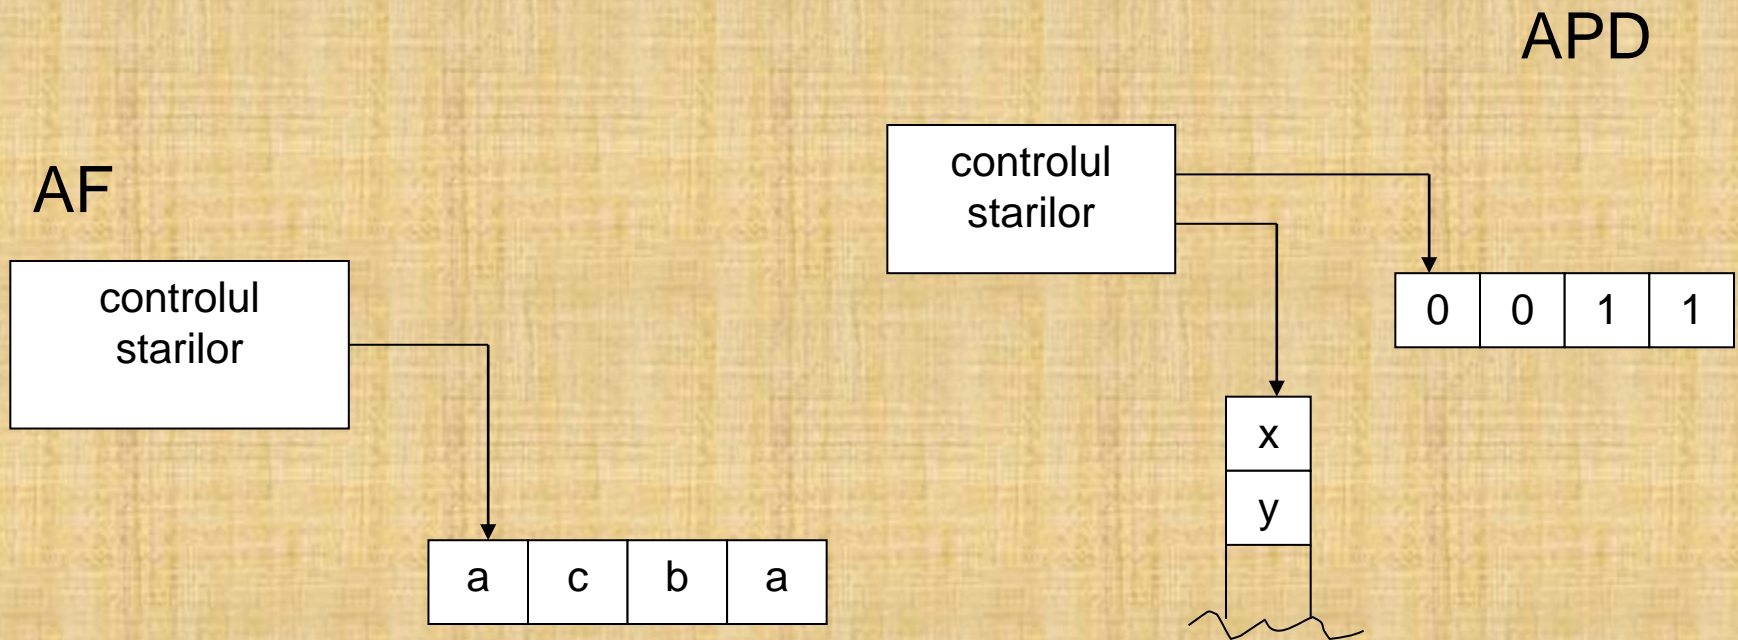 AF
controlul
starilor
a c b a
APD
controlul
starilor
0 0 1 1
x
y